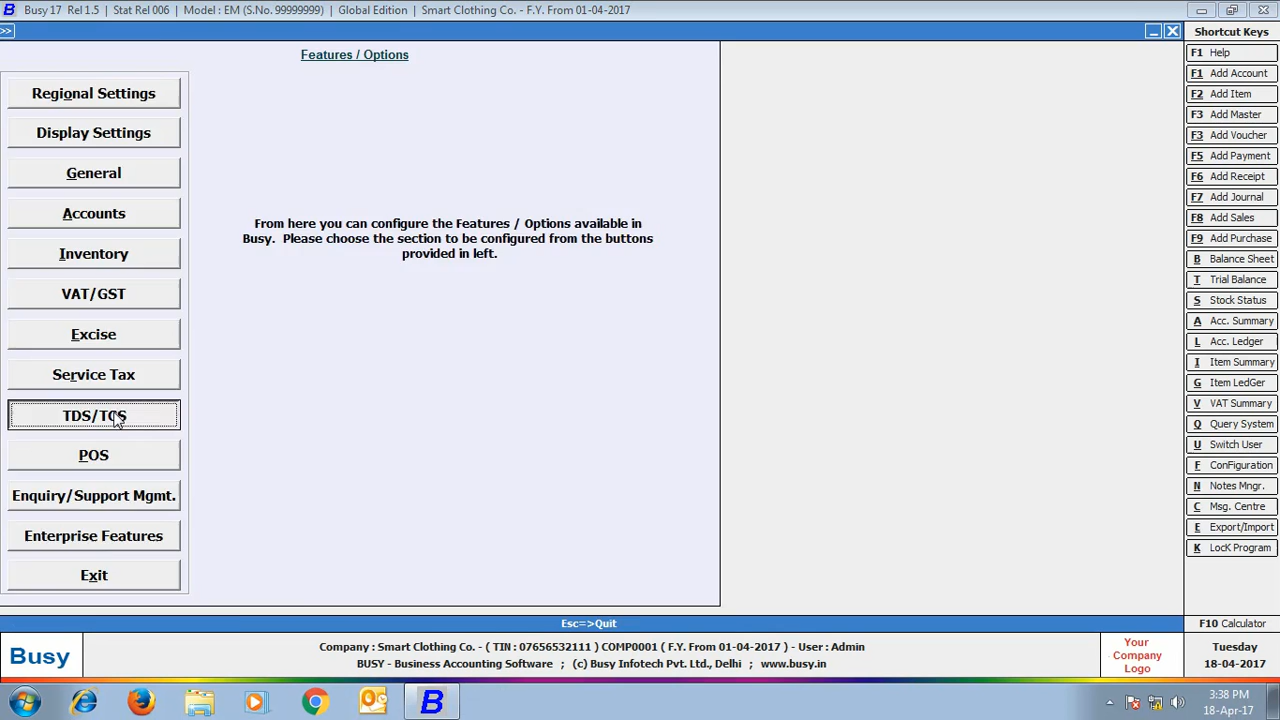 Busy 17 Rel 1.5 | Stat Rel 006 | Model : EM (S.No. 99999999) | Global Edition | Smart Clothing Co. - F.Y. From 01-04-2017
>>
Features / Options
Regional Settings
Display Settings
General
Accounts
Inventory
VAT/GST
Excise
Service Tax
TDS/TCS
POS
Enquiry/Support Mgmt.
Enterprise Features
Exit
From here you can configure the Features / Options available in
Busy. Please choose the section to be configured from the buttons
provided in left.
Shortcut Keys
F1 Help
F1 Add Account
F2 Add Item
F3 Add Master
F3 Add Voucher
F5 Add Payment
F6 Add Receipt
F7 Add Journal
F8 Add Sales
F9 Add Purchase
B Balance Sheet
T Trial Balance
S Stock Status
A Acc. Summary
L Acc. Ledger
I Item Summary
G Item LedGer
V VAT Summary
Q Query System
U Switch User
F ConFiguration
N Notes Mngr.
C Msg. Centre
E Export/Import
K LocK Program
Esc=>Quit
F10 Calculator
Busy
Company : Smart Clothing Co. - ( TIN : 07656532111 ) COMP0001 ( F.Y. From 01-04-2017 ) - User : Admin
BUSY - Business Accounting Software ; (c) Busy Infotech Pvt. Ltd., Delhi ; www.busy.in
Your
Company
Logo
Tuesday
18-04-2017
3:38 PM
18-Apr-17